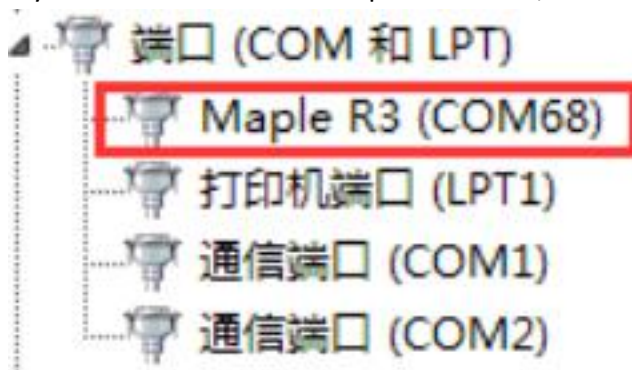 端口 (COM 和 LPT)
Maple R3 (COM68)
打印机端口 (LPT1)
通信端口 (COM1)
通信端口 (COM2)